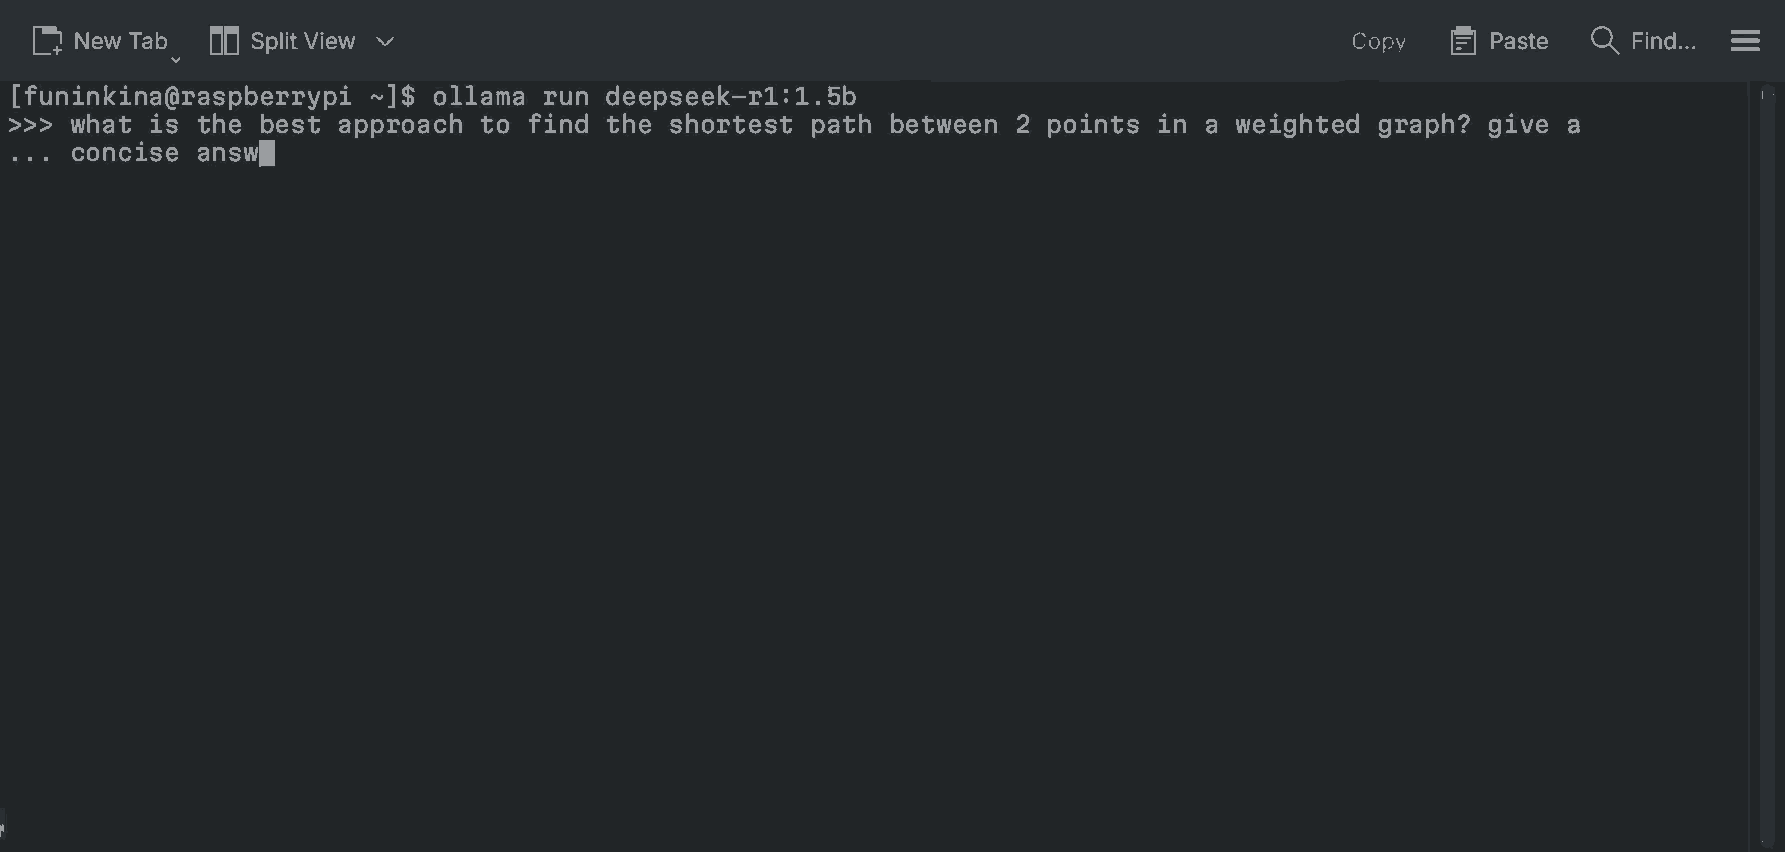 New Tab Split View Copy Paste Find...
[funinkina@raspberrypi ~]$ ollama run deepseek-r1:1.5b
>>> what is the best approach to find the shortest path between 2 points in a weighted graph? give a
... concise answ